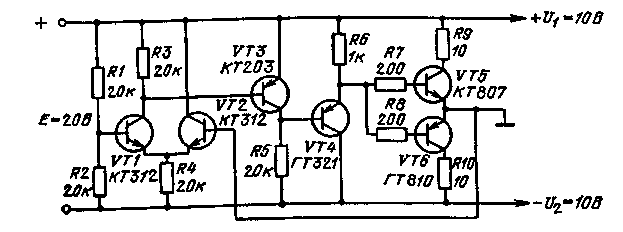 +
+U₁=10В
R1
20к
R3
20к
VT3
КТ203
R6
1к
R7
200
R9
10
VT5
КТ807
E=20В
VT2
КТ312
R8
200
VT1
КТ312
R2
20к
R4
20к
R5
20к
VT4
ГТ321
VT6
ГТ810
R10
10
-U₂=10В